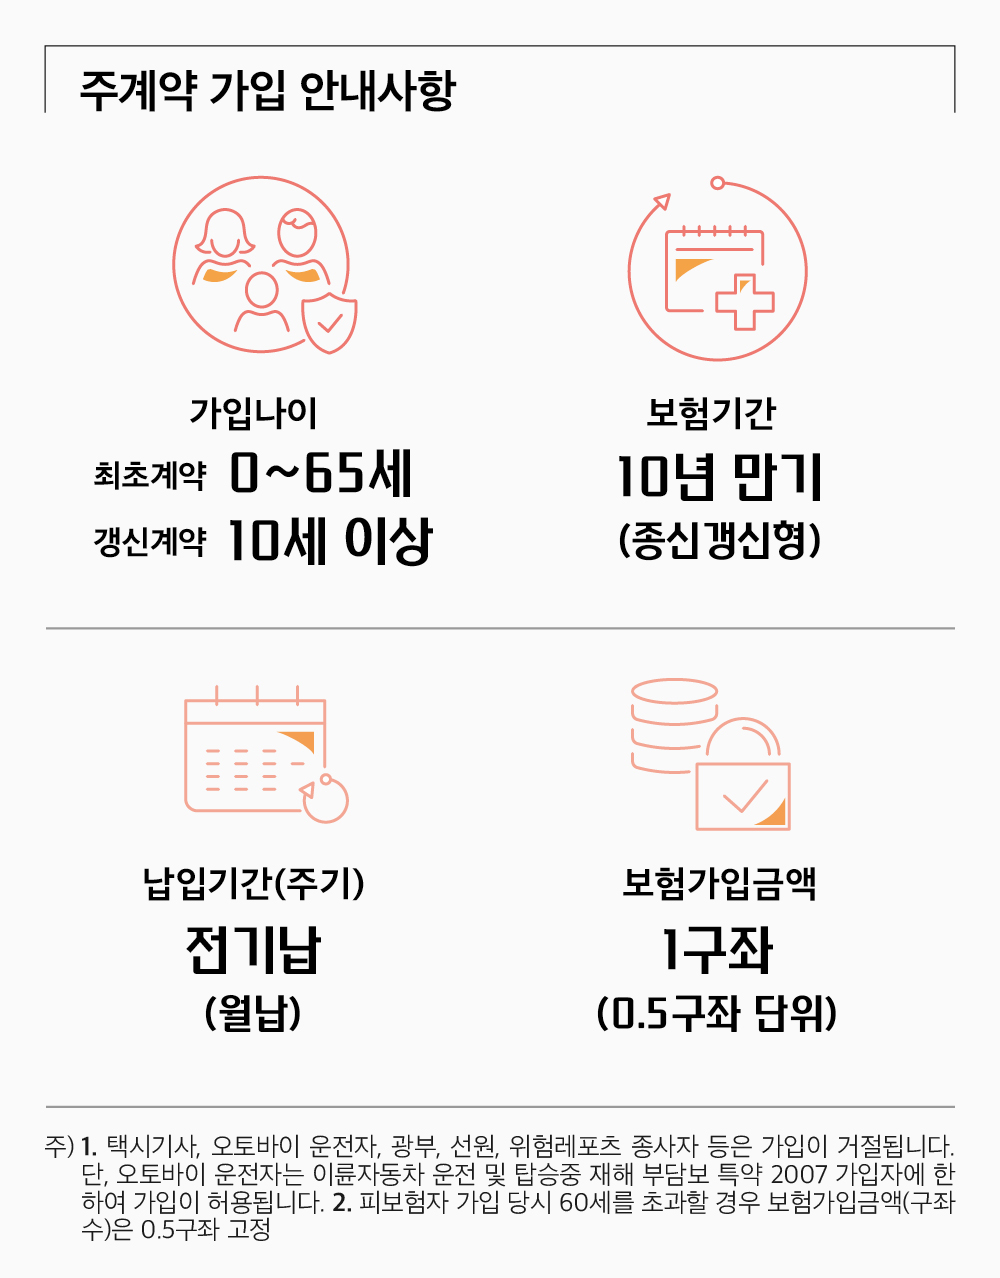 주계약 가입 안내사항
가입나이
최초계약 0~65세
갱신계약 10세 이상
보험기간
10년 만기
(종신갱신형)
납입기간(주기)
전기납
(월납)
보험가입금액
1구좌
(0.5구좌 단위)
주) 1. 택시기사, 오토바이 운전자, 광부, 선원, 위험레포츠 종사자 등은 가입이 거절됩니다.
단, 오토바이 운전자는 이륜자동차 운전 및 탑승중 재해 부담보 특약 2007 가입자에 한
하여 가입이 허용됩니다. 2. 피보험자 가입 당시 60세를 초과할 경우 보험가입금액(구좌
수)은 0.5구좌 고정